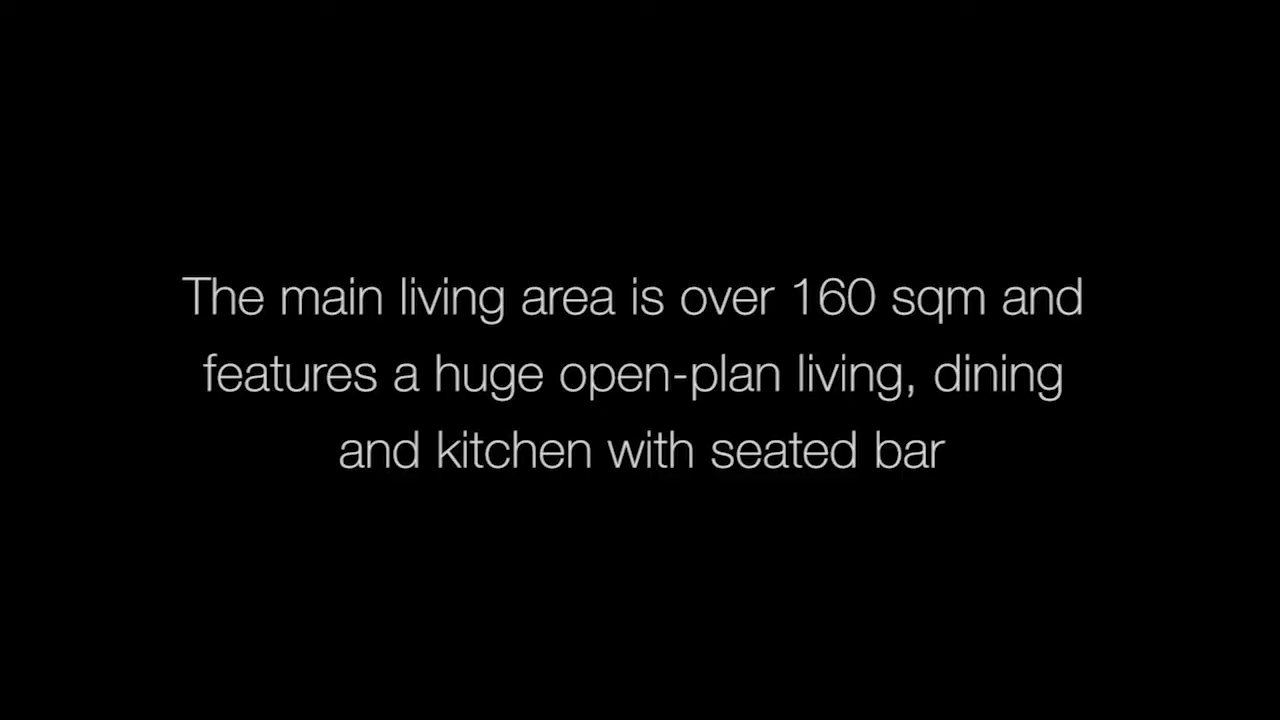 The main living area is over 160 sqm and
features a huge open-plan living, dining
and kitchen with seated bar